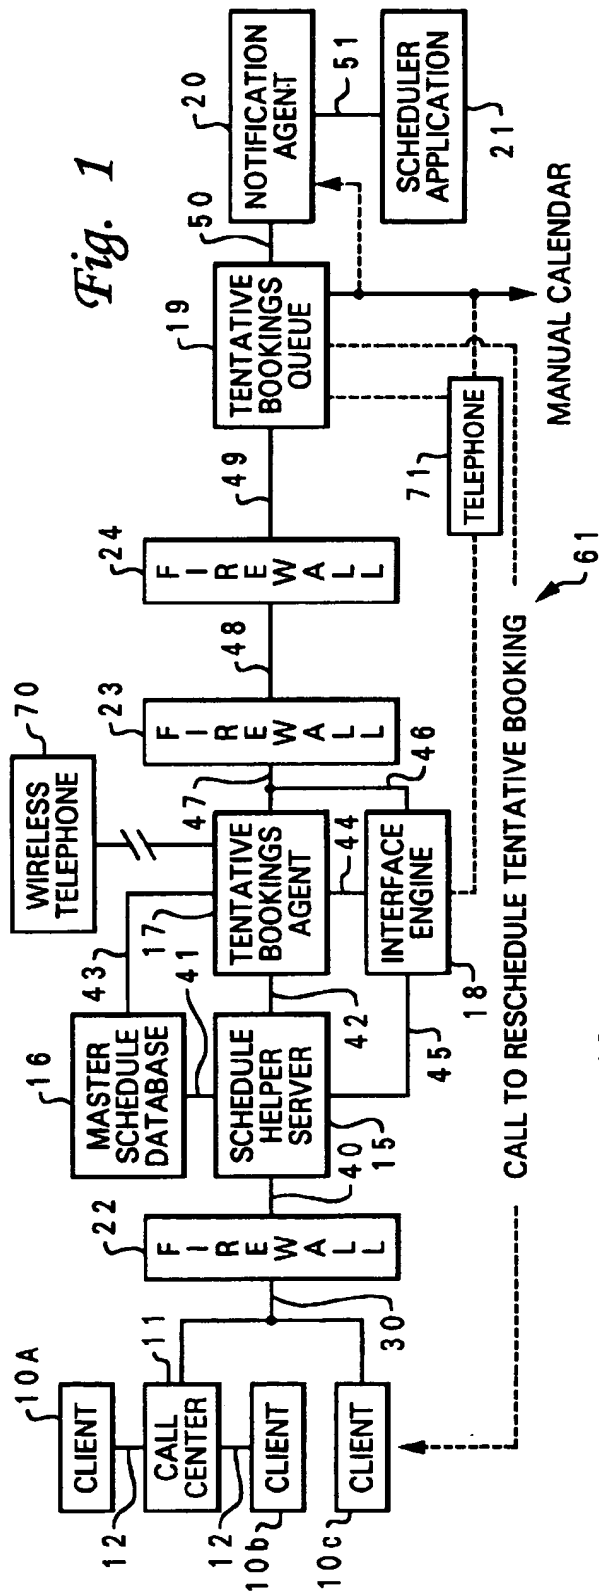 Fig. 1
10A
CLIENT
12
11
CALL
CENTER
12
CLIENT
10b
CLIENT
10c
30
22
FIREWALL
40
16
MASTER
SCHEDULE
DATABASE
41
43
SCHEDULE
HELPER
SERVER
15
42
45
70
WIRELESS
TELEPHONE
17
TENTATIVE
BOOKINGS
AGENT
44
INTERFACE
ENGINE
18
47
46
23
FIREWALL
48
24
FIREWALL
49
19
TENTATIVE
BOOKINGS
QUEUE
50
20
NOTIFICATION
AGENT
51
SCHEDULER
APPLICATION
21
71
TELEPHONE
MANUAL CALENDAR
CALL TO RESCHEDULE TENTATIVE BOOKING
61